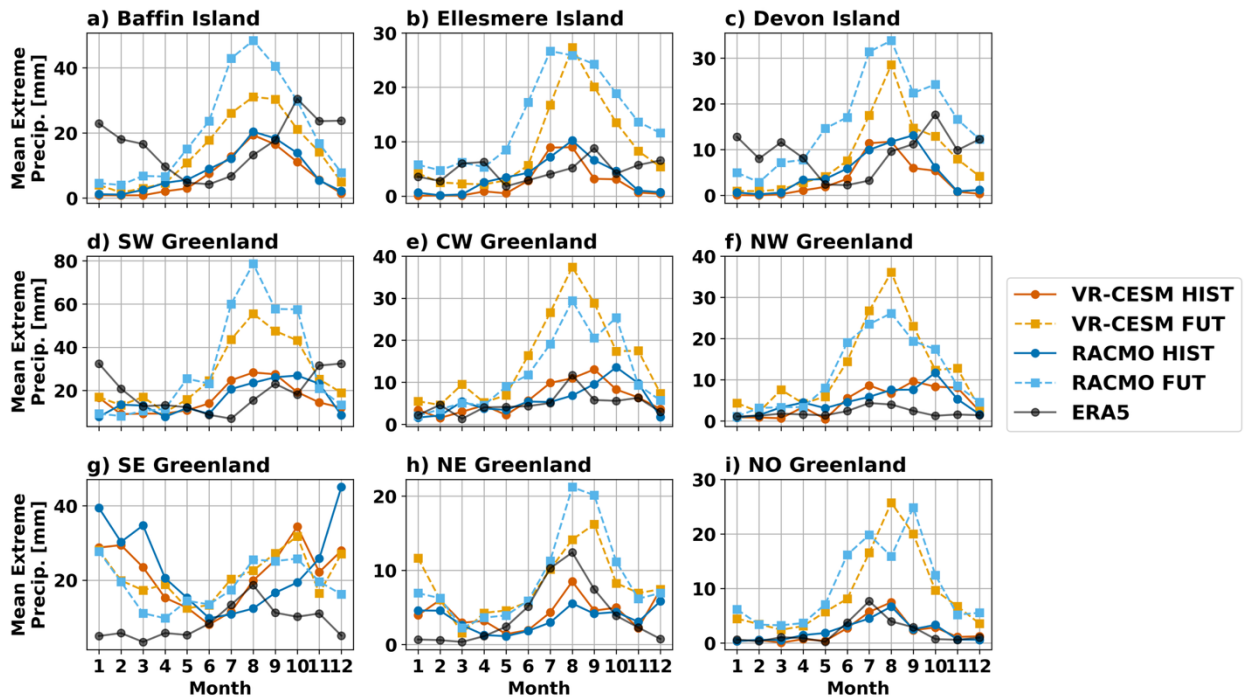 a) Baffin Island
b) Ellesmere Island
c) Devon Island
Mean Extreme
Precip. [mm]
40
20
0
30
20
10
0
30
20
10
0
d) SW Greenland
e) CW Greenland
f) NW Greenland
Mean Extreme
Precip. [mm]
80
60
40
20
40
30
20
10
0
40
30
20
10
0
VR-CESM HIST
VR-CESM FUT
RACMO HIST
RACMO FUT
ERA5
g) SE Greenland
h) NE Greenland
i) NO Greenland
Mean Extreme
Precip. [mm]
40
20
20
15
10
5
0
30
20
10
0
1 2 3 4 5 6 7 8 9 10 11 12
1 2 3 4 5 6 7 8 9 10 11 12
1 2 3 4 5 6 7 8 9 10 11 12
Month
Month
Month